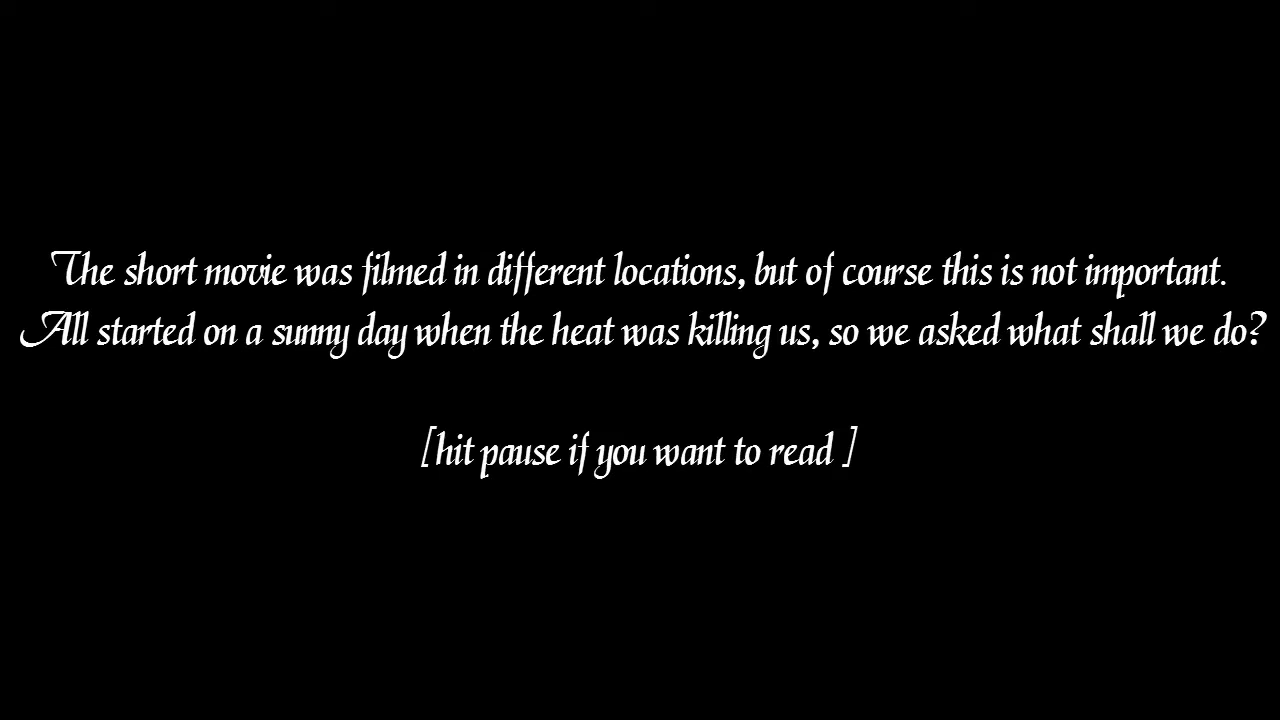 The short movie was filmed in different locations, but of course this is not important.
All started on a sunny day when the heat was killing us, so we asked what shall we do?
[hit pause if you want to read ]